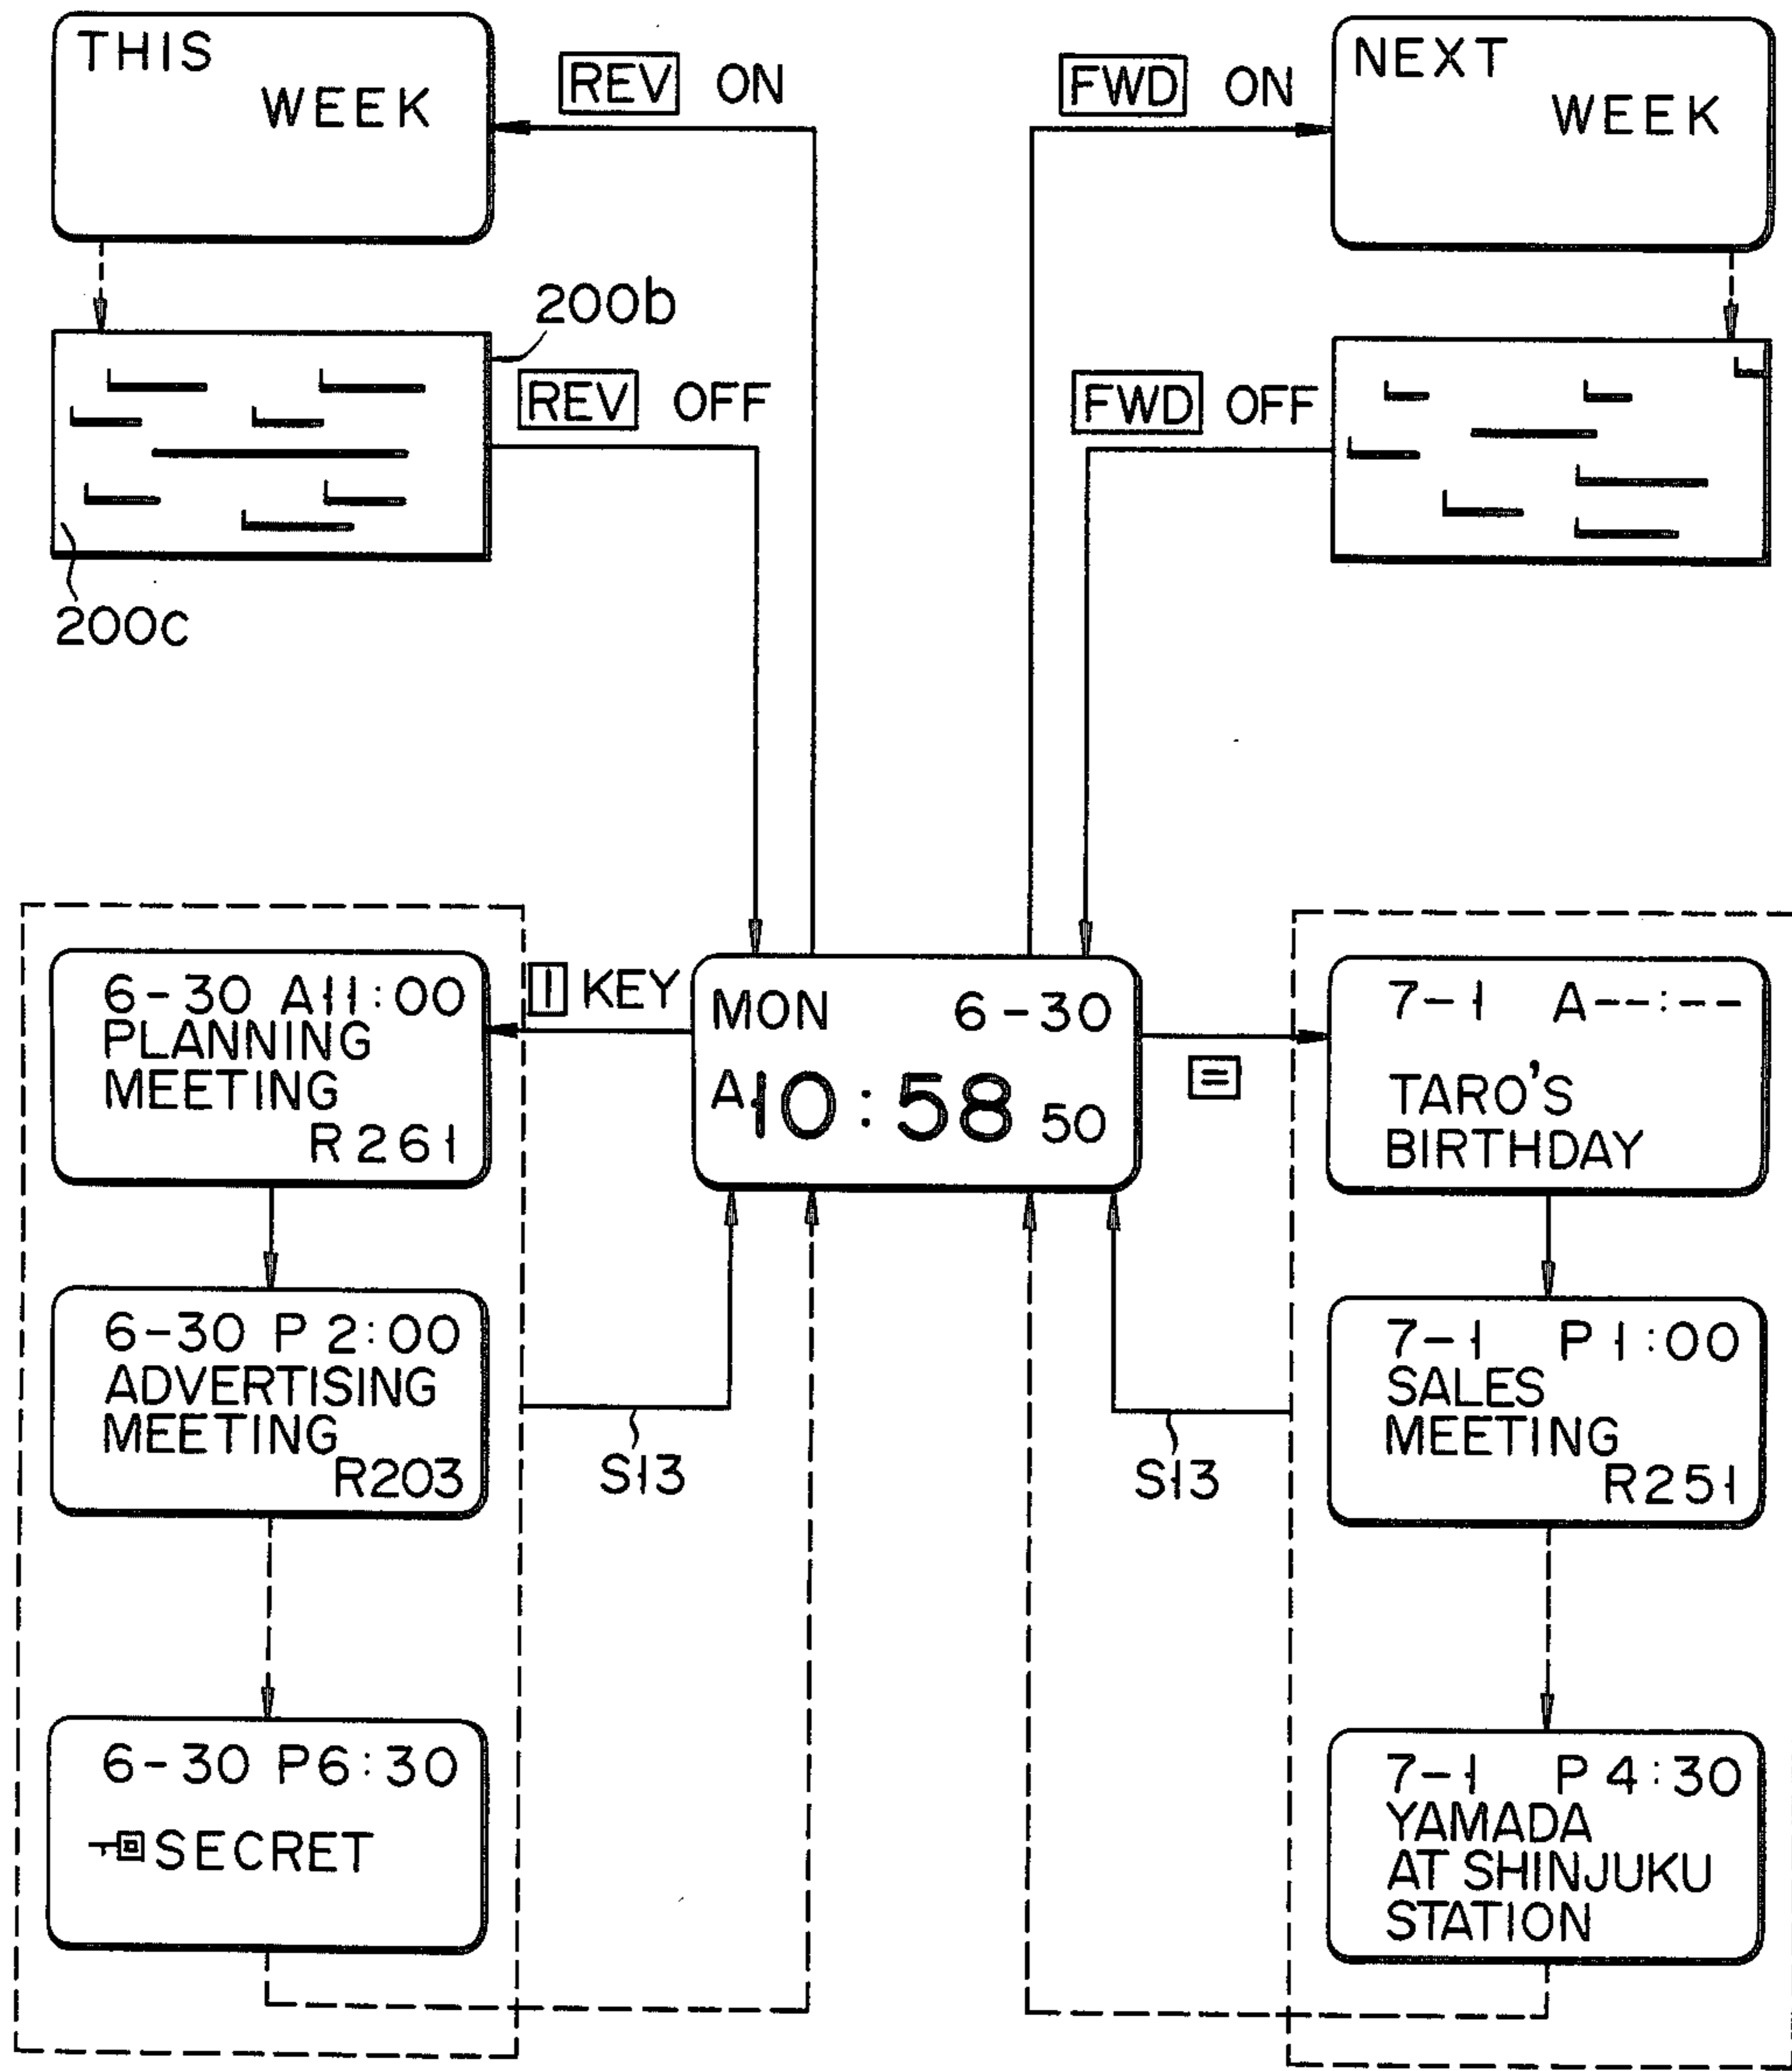 THIS
WEEK
REV ON
FWD ON
NEXT
WEEK
200b
REV OFF
FWD OFF
200c
6-30 A11:00
PLANNING
MEETING
R261
1 KEY
MON 6-30
A10:58 50
=
7-1 A--:--
TARO'S
BIRTHDAY
6-30 P 2:00
ADVERTISING
MEETING
R203
S13
S13
7-1 P 1:00
SALES
MEETING
R251
6-30 P6:30
SECRET
7-1 P 4:30
YAMADA
AT SHINJUKU
STATION